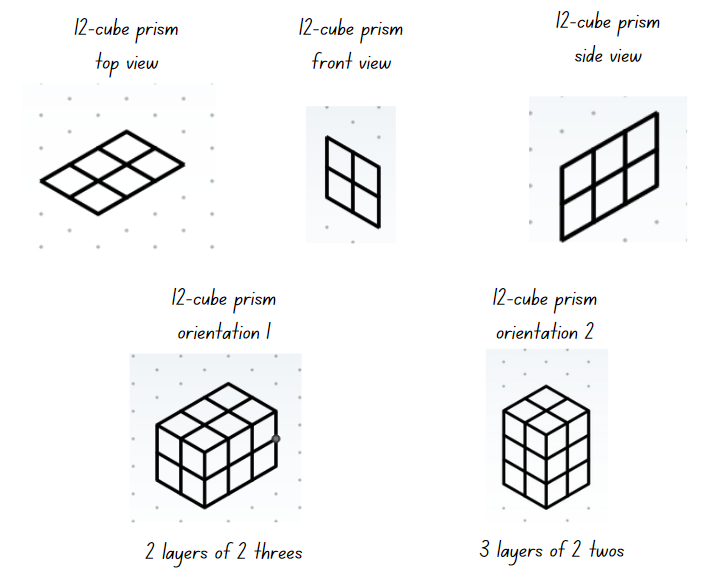 12-cube prism
top view
12-cube prism
front view
12-cube prism
side view
12-cube prism
orientation 1
12-cube prism
orientation 2
2 layers of 2 threes
3 layers of 2 twos